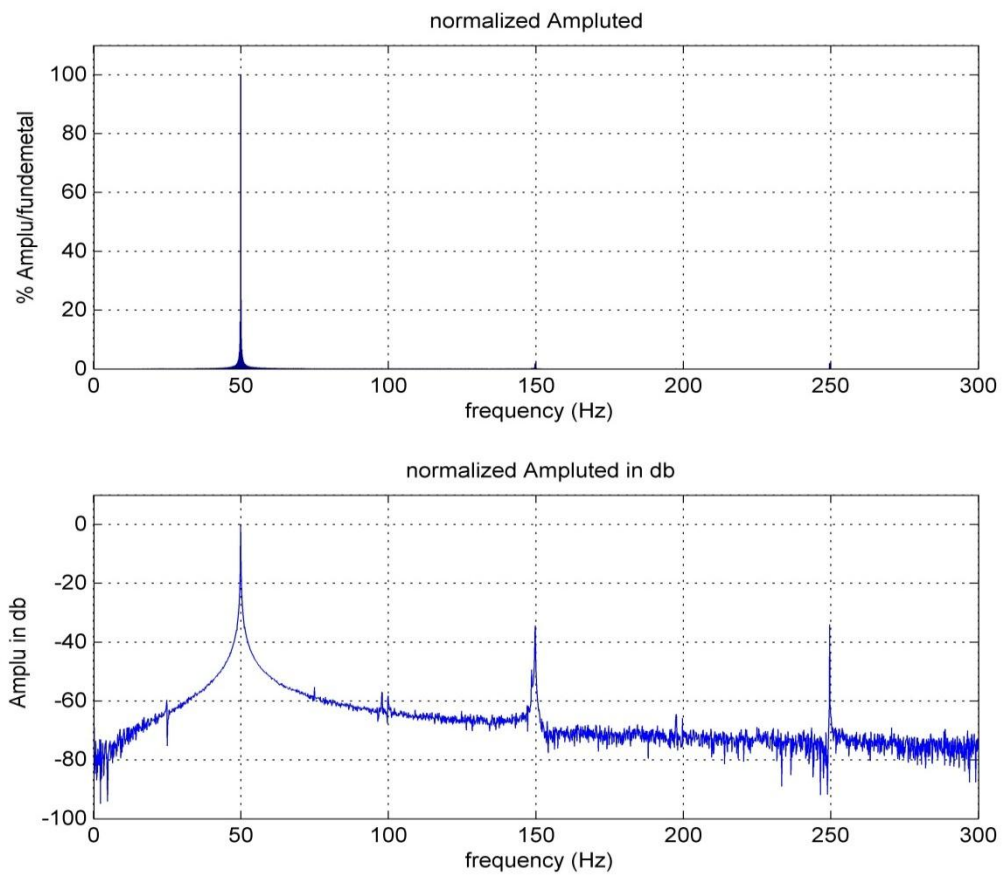 normalized Ampluted
% Amplu/fundemetal
100
80
60
40
20
0
0 50 100 150 200 250 300
frequency (Hz)
normalized Ampluted in db
Amplu in db
0
-20
-40
-60
-80
-100
0 50 100 150 200 250 300
frequency (Hz)